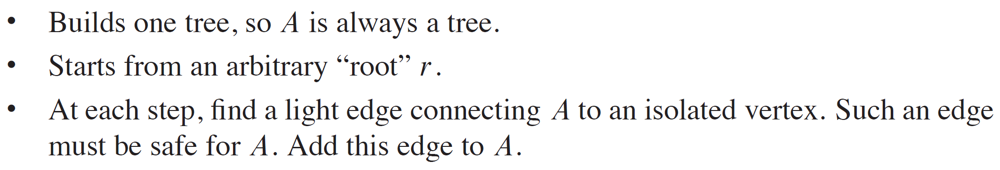 • Builds one tree, so A is always a tree.
• Starts from an arbitrary “root” r.
• At each step, find a light edge connecting A to an isolated vertex. Such an edge
must be safe for A. Add this edge to A.